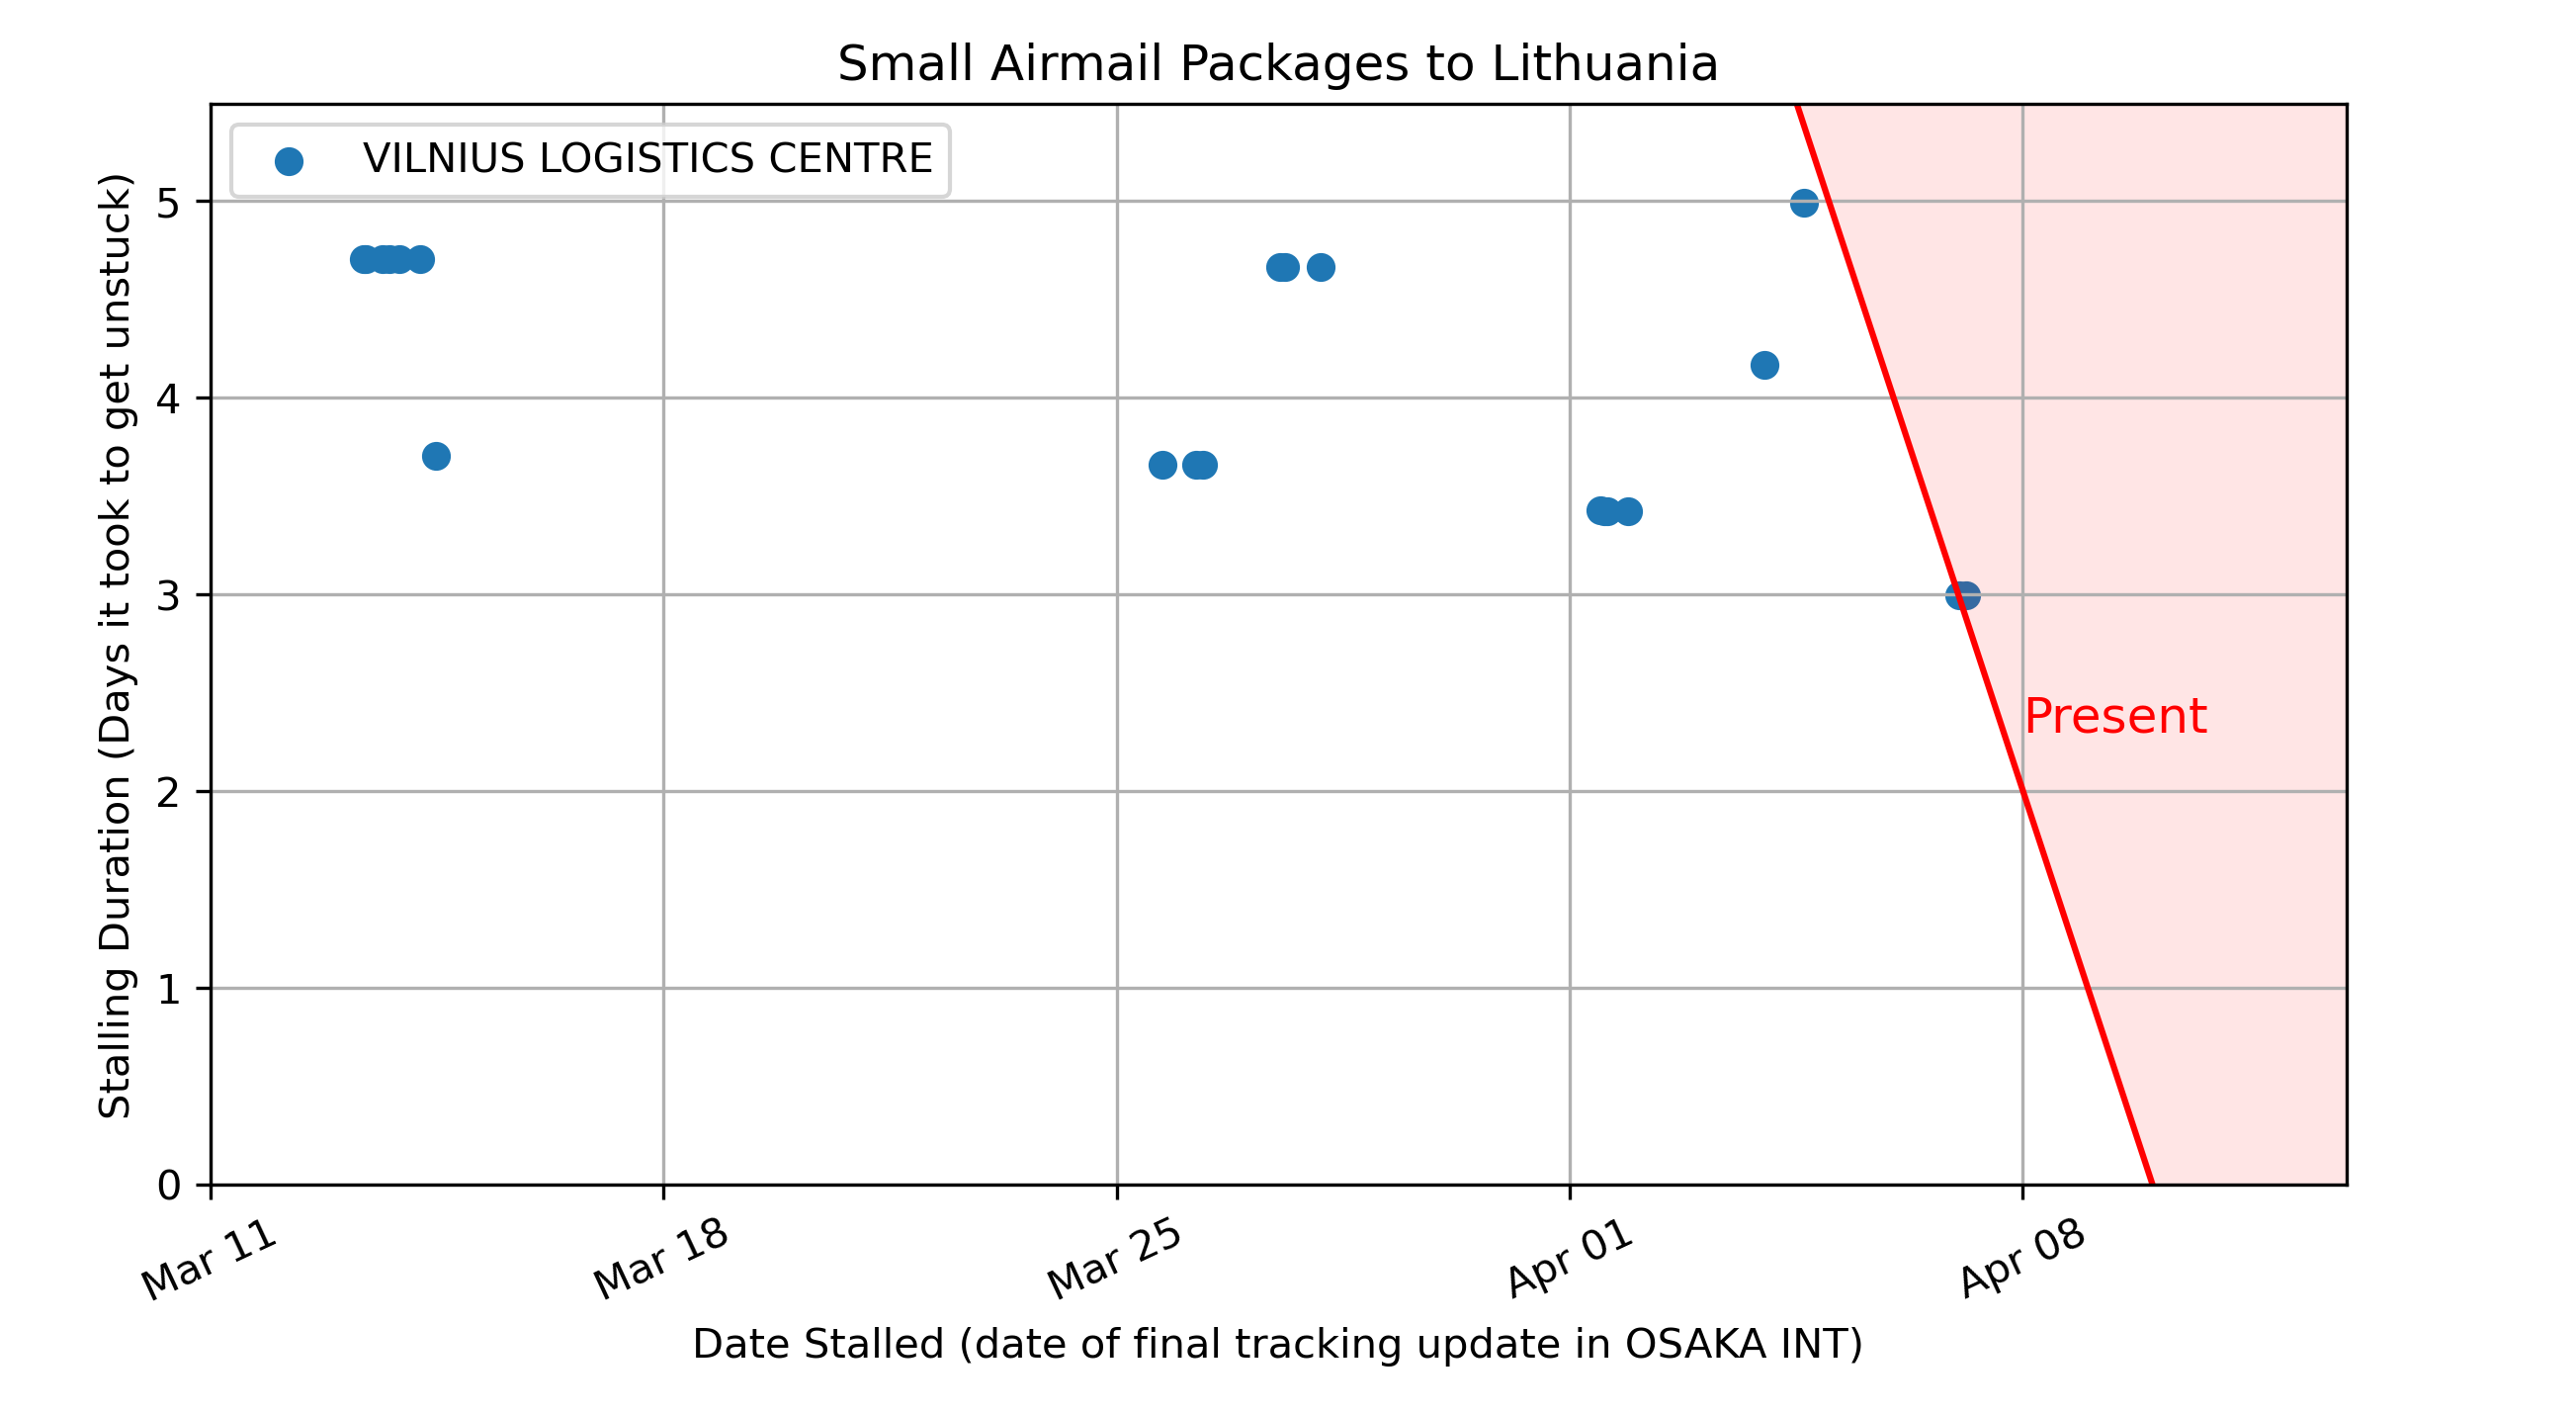 Small Airmail Packages to Lithuania
VILNIUS LOGISTICS CENTRE
Stalling Duration (Days it took to get unstuck)
5
4
3
2
1
0
Present
Mar 11
Mar 18
Mar 25
Apr 01
Apr 08
Date Stalled (date of final tracking update in OSAKA INT)